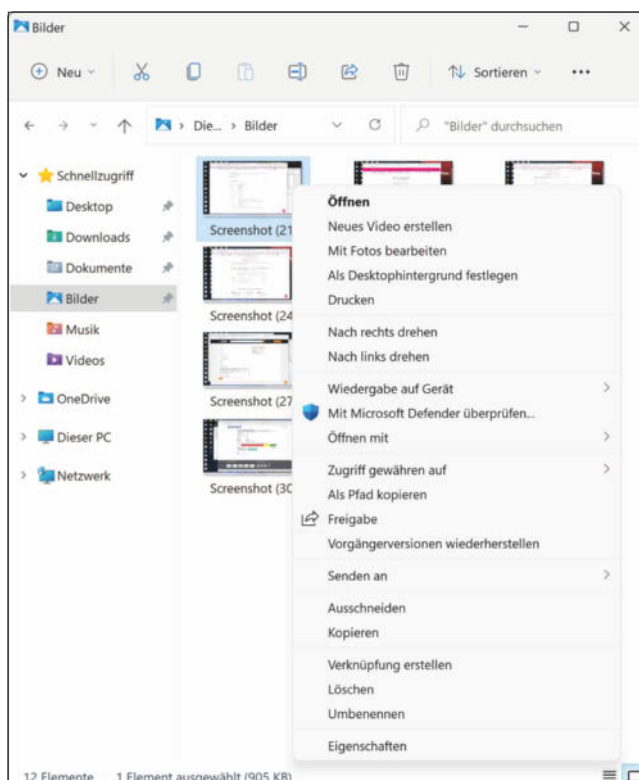 Bilder
Neu
Sortieren
Die... > Bilder
"Bilder" durchsuchen
Schnellzugriff
Desktop
Downloads
Dokumente
Bilder
Musik
Videos
OneDrive
Dieser PC
Netzwerk
Screenshot (21
Screenshot (24
Screenshot (27
Screenshot (30
Öffnen
Neues Video erstellen
Mit Fotos bearbeiten
Als Desktophintergrund festlegen
Drucken
Nach rechts drehen
Nach links drehen
Wiedergabe auf Gerät
Mit Microsoft Defender überprüfen...
Öffnen mit
Zugriff gewähren auf
Als Pfad kopieren
Freigabe
Vorgängerversionen wiederherstellen
Senden an
Ausschneiden
Kopieren
Verknüpfung erstellen
Löschen
Umbenennen
Eigenschaften
12 Elemente 1 Element ausgewählt (905 KB)